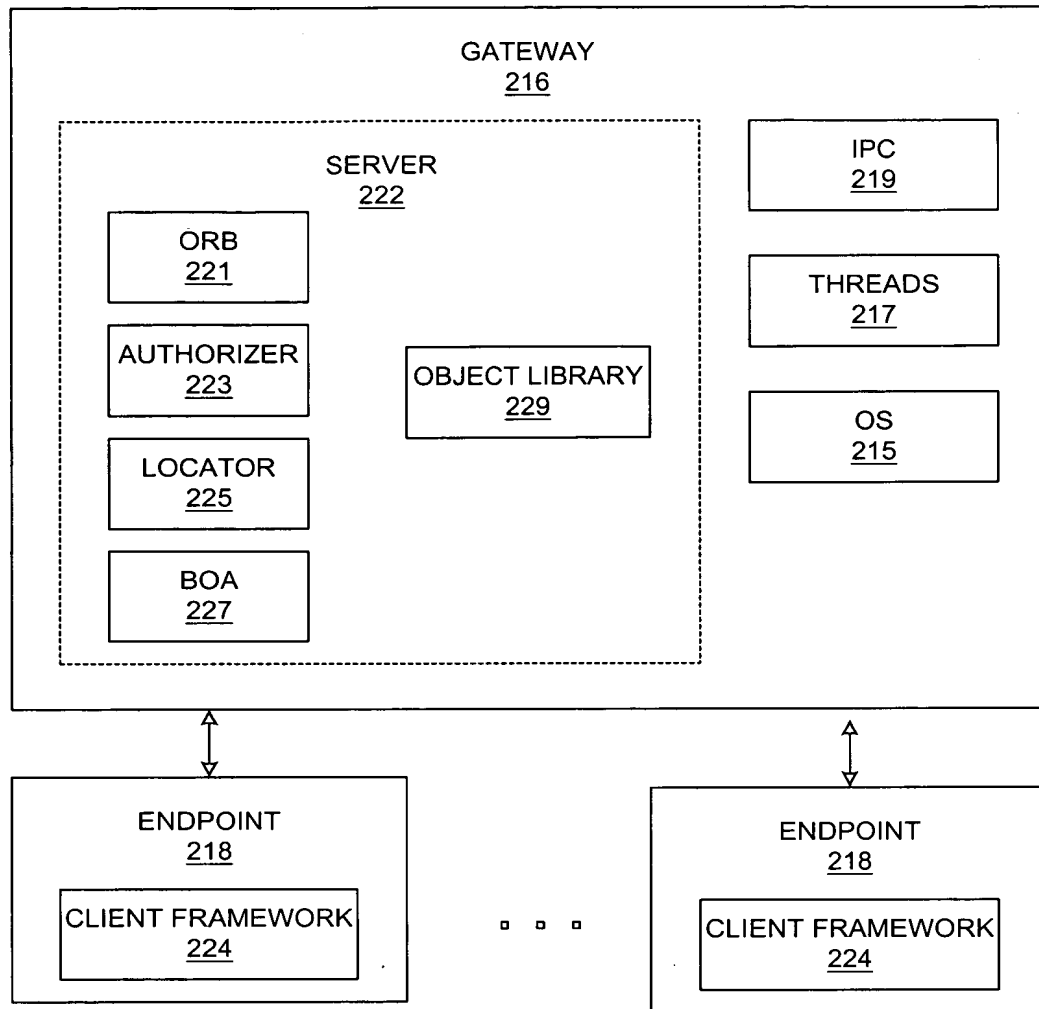 GATEWAY
216
SERVER
222
ORB
221
AUTHORIZER
223
LOCATOR
225
BOA
227
OBJECT LIBRARY
229
IPC
219
THREADS
217
OS
215
ENDPOINT
218
CLIENT FRAMEWORK
224
ENDPOINT
218
CLIENT FRAMEWORK
224